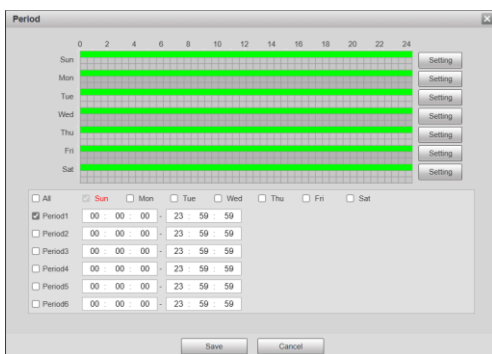 Period
0 2 4 6 8 10 12 14 16 18 20 22 24
Sun Setting
Mon Setting
Tue Setting
Wed Setting
Thu Setting
Fri Setting
Sat Setting
All Sun Mon Tue Wed Thu Fri Sat
Period1 00 : 00 : 00 - 23 : 59 : 59
Period2 00 : 00 : 00 - 23 : 59 : 59
Period3 00 : 00 : 00 - 23 : 59 : 59
Period4 00 : 00 : 00 - 23 : 59 : 59
Period5 00 : 00 : 00 - 23 : 59 : 59
Period6 00 : 00 : 00 - 23 : 59 : 59
Save Cancel